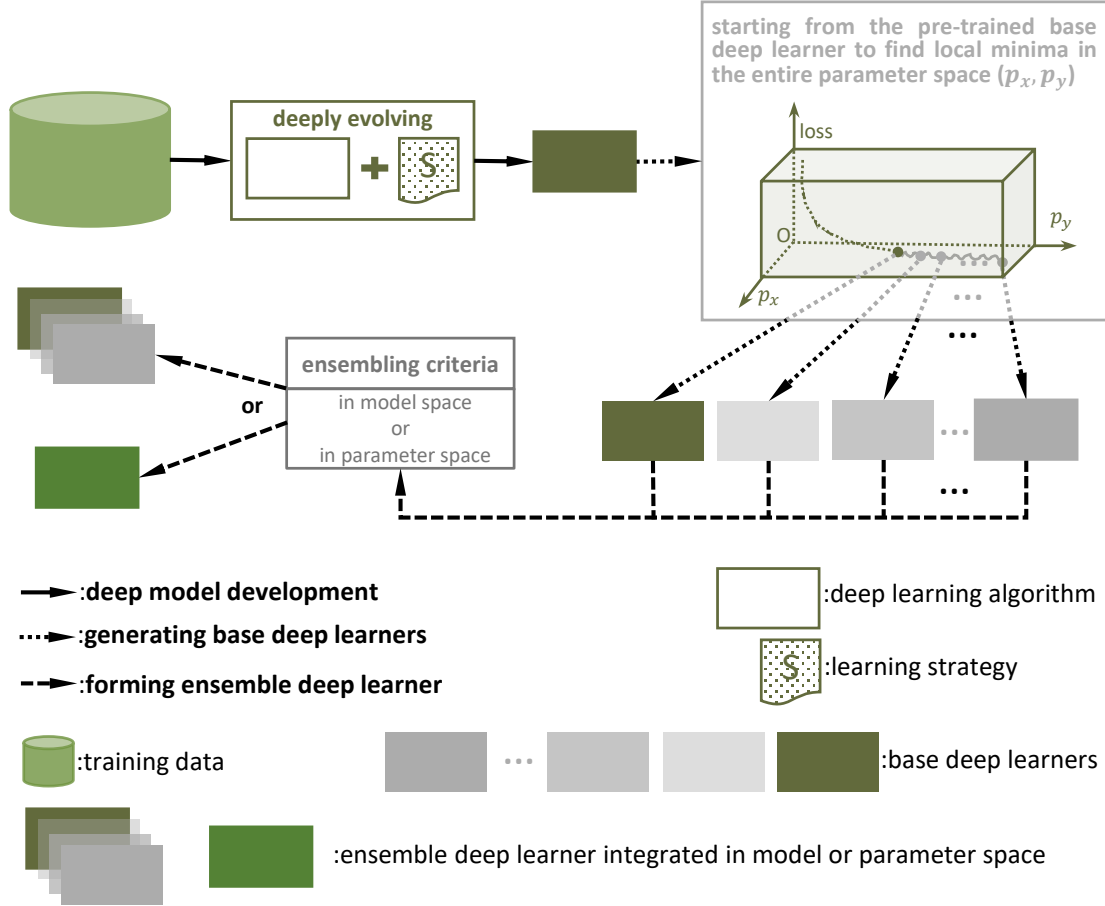 starting from the pre-trained base
deep learner to find local minima in
the entire parameter space (pₓ, p_y)
deeply evolving
+
S
loss
O
p_y
pₓ
...
...
...
ensembling criteria
in model space
or
in parameter space
or
...
...
:deep model development
:generating base deep learners
:forming ensemble deep learner
:deep learning algorithm
S
:learning strategy
:training data
...
:base deep learners
:ensemble deep learner integrated in model or parameter space